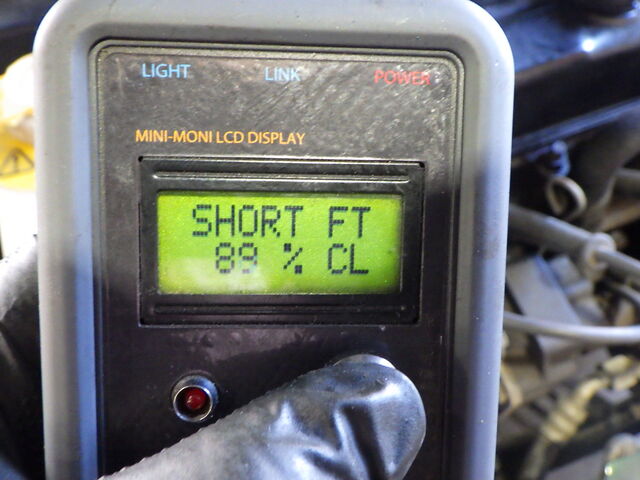 LIGHT LINK POWER
MINI-MONI LCD DISPLAY
SHORT FT
89 % CL